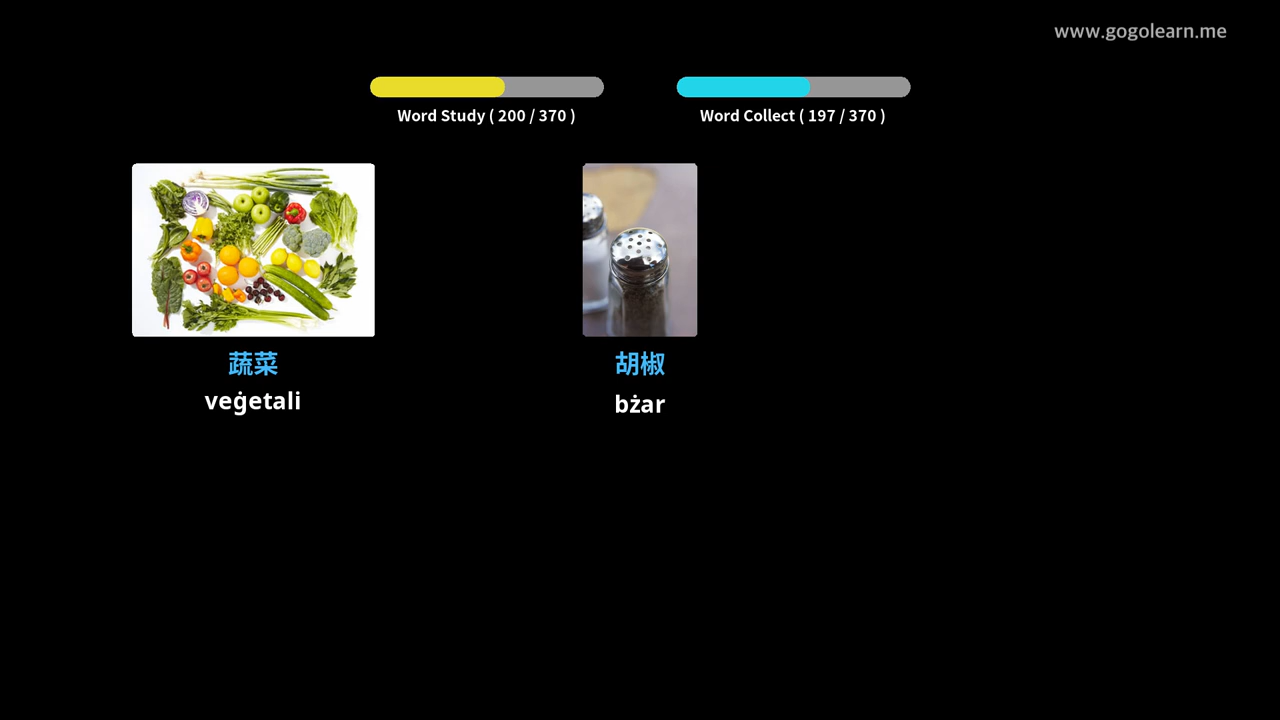 www.gogolearn.me
Word Study ( 200 / 370 )
Word Collect ( 197 / 370 )
蔬菜
veġetali
胡椒
bżar